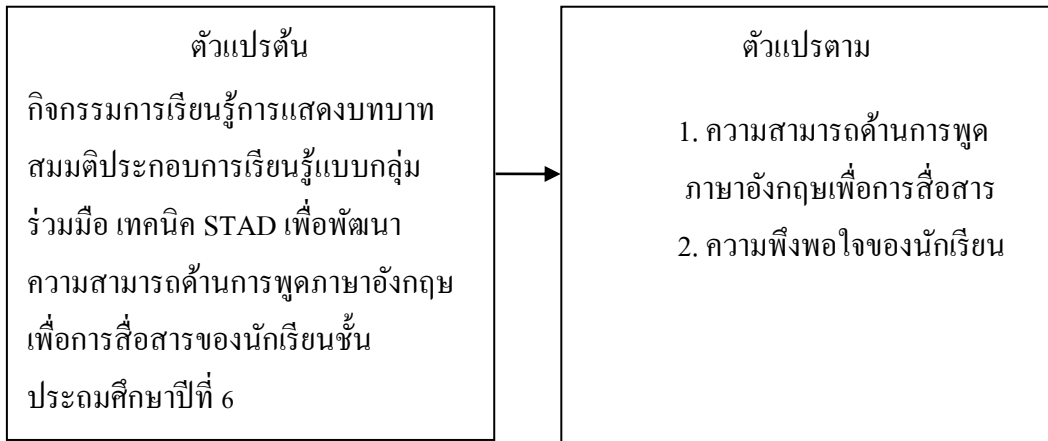 ตัวแปรต้น
กิจกรรมการเรียนรู้การแสดงบทบาท
สมมติประกอบการเรียนรู้แบบกลุ่ม
ร่วมมือ เทคนิค STAD เพื่อพัฒนา
ความสามารถด้านการพูดภาษาอังกฤษ
เพื่อการสื่อสารของนักเรียนชั้น
ประถมศึกษาปีที่ 6
ตัวแปรตาม
1. ความสามารถด้านการพูด
ภาษาอังกฤษเพื่อการสื่อสาร
2. ความพึงพอใจของนักเรียน